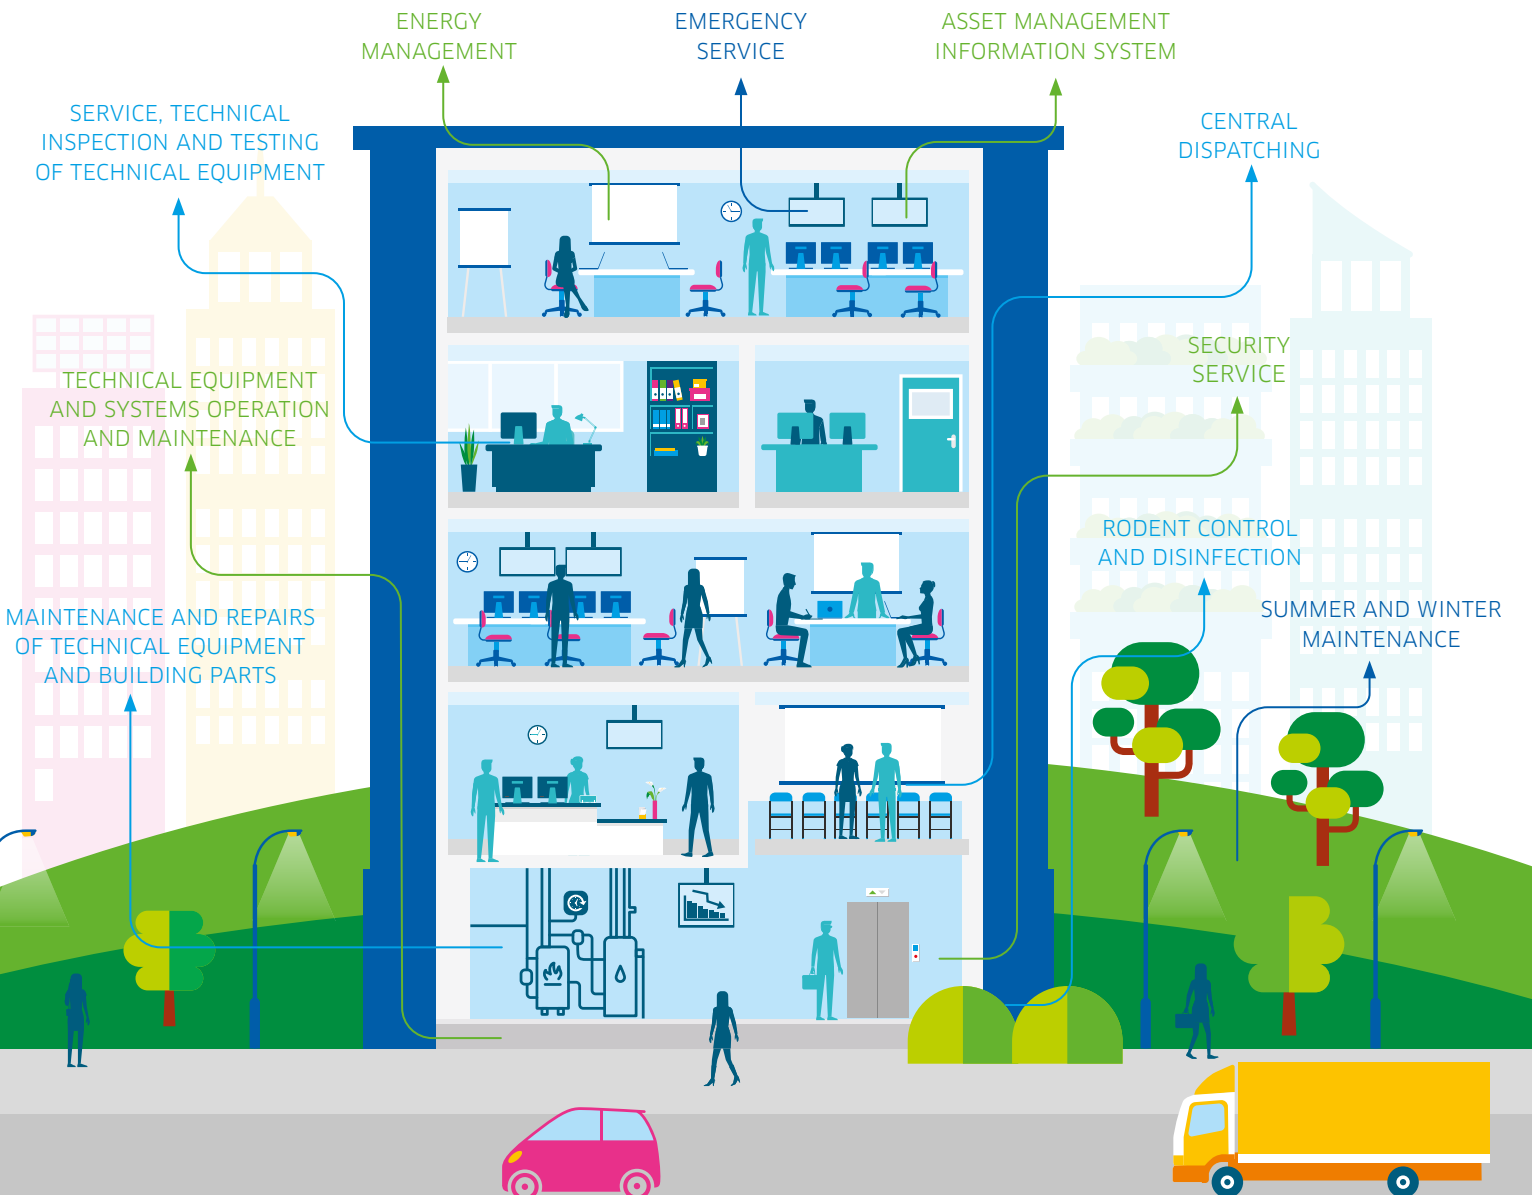 ENERGY
MANAGEMENT
EMERGENCY
SERVICE
ASSET MANAGEMENT
INFORMATION SYSTEM
SERVICE, TECHNICAL
INSPECTION AND TESTING
OF TECHNICAL EQUIPMENT
CENTRAL
DISPATCHING
TECHNICAL EQUIPMENT
AND SYSTEMS OPERATION
AND MAINTENANCE
SECURITY
SERVICE
RODENT CONTROL
AND DISINFECTION
MAINTENANCE AND REPAIRS
OF TECHNICAL EQUIPMENT
AND BUILDING PARTS
SUMMER AND WINTER
MAINTENANCE